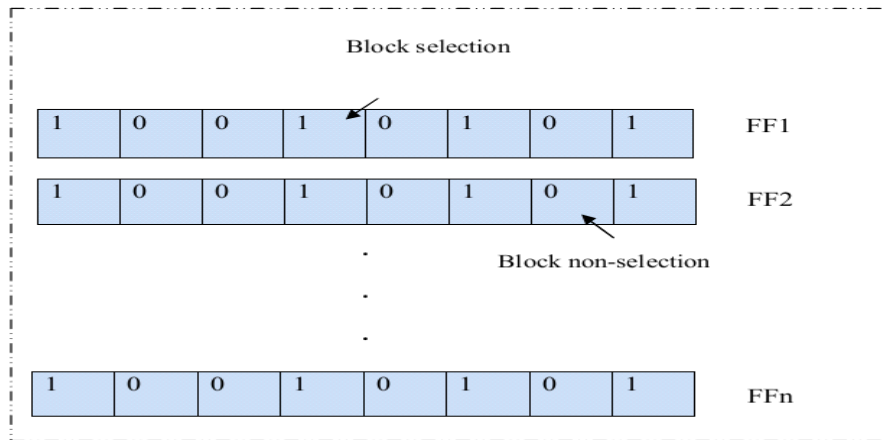 Block selection
1 0 0 1 0 1 0 1 FF1
1 0 0 1 0 1 0 1 FF2
Block non-selection
1 0 0 1 0 1 0 1 FFn